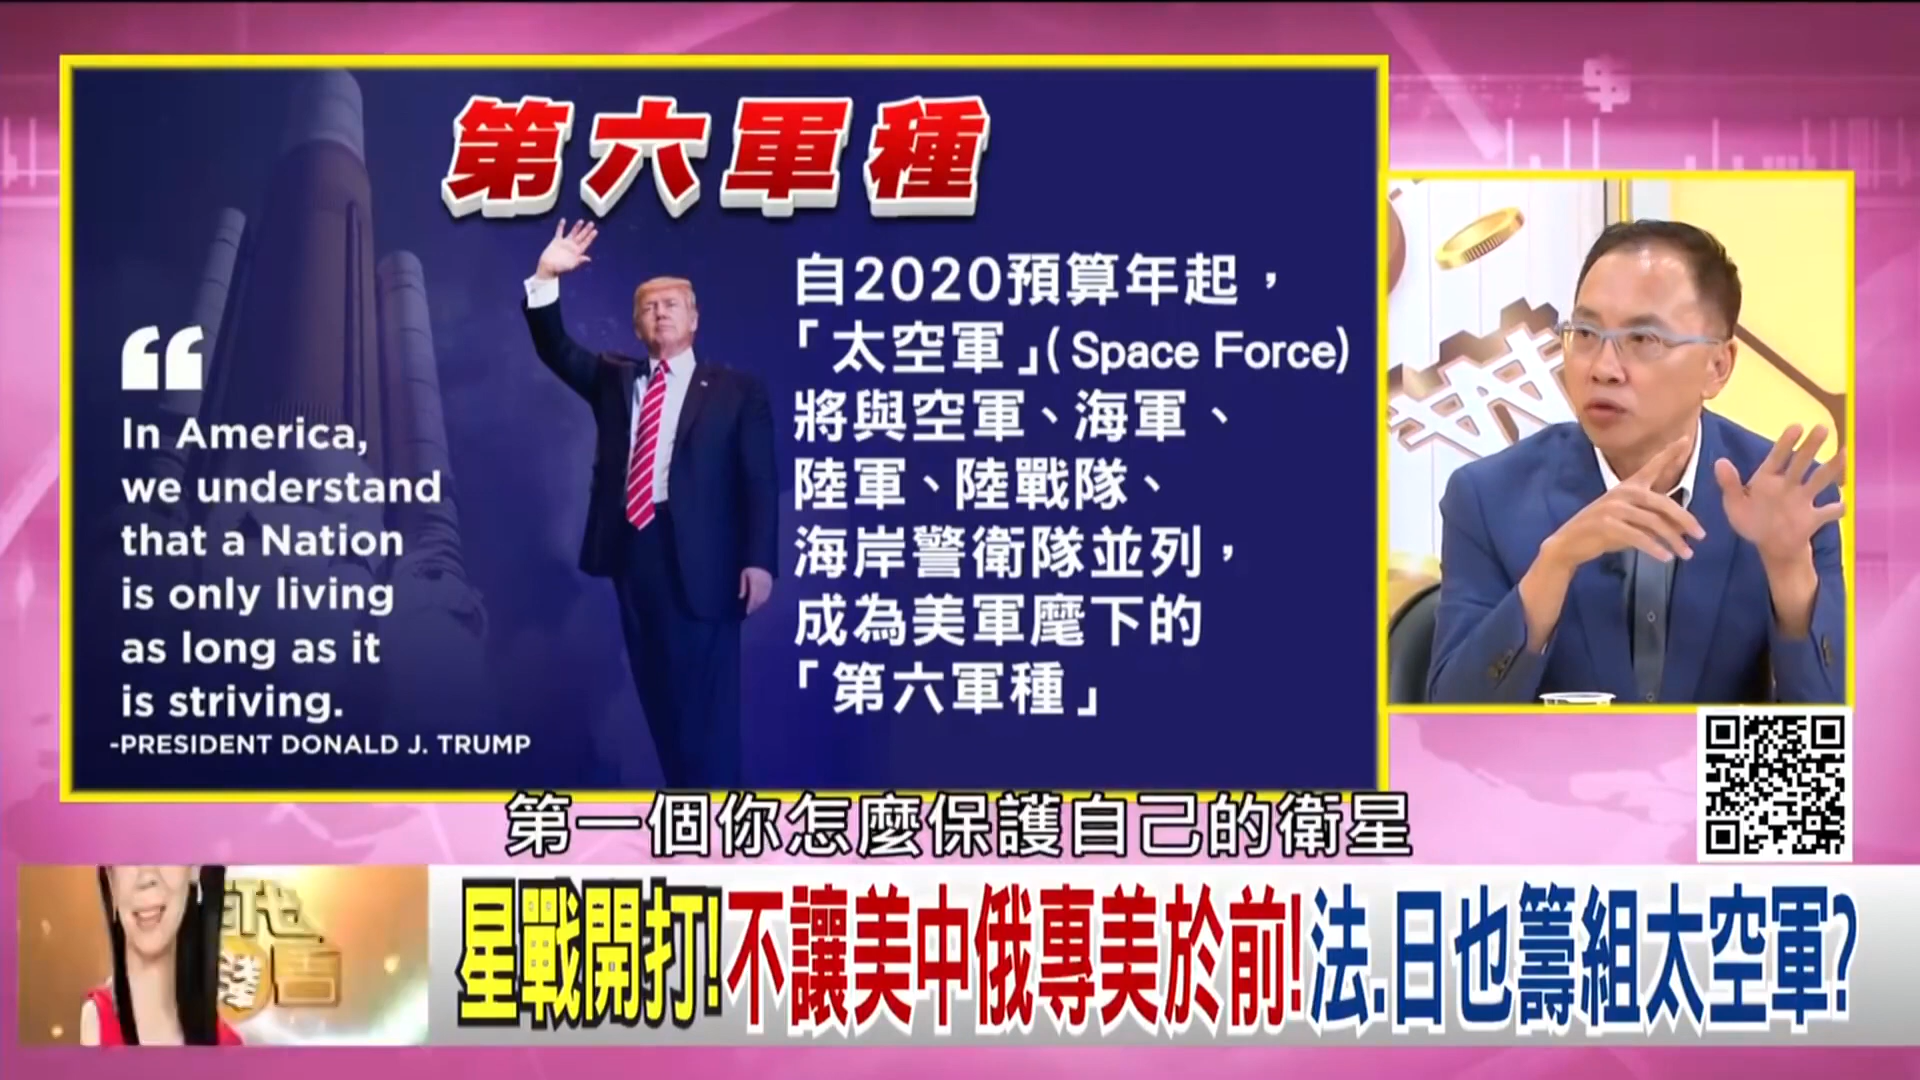 第六軍種
自2020預算年起，
「太空軍」(Space Force)
將與空軍、海軍、
陸軍、陸戰隊、
海岸警衛隊並列，
成為美軍麾下的
「第六軍種」
“
In America,
we understand
that a Nation
is only living
as long as it
is striving.
-PRESIDENT DONALD J. TRUMP
第一個你怎麼保護自己的衛星
星戰開打!不讓美中俄專美於前!法.日也籌組太空軍?